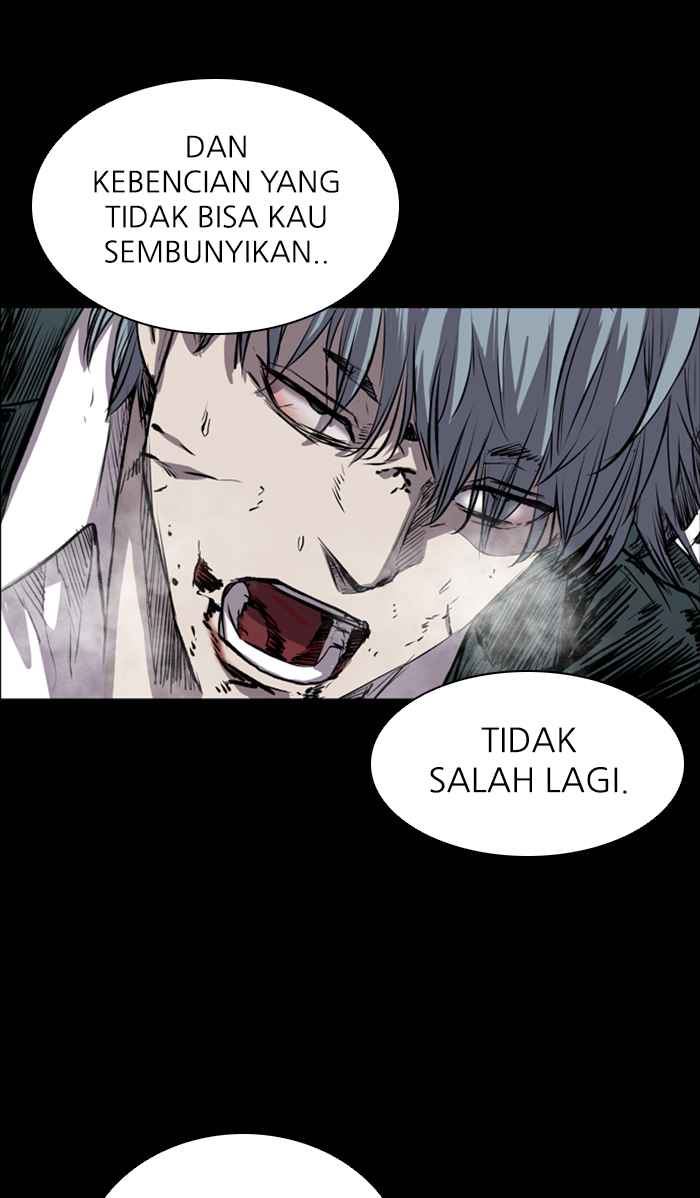 DAN
KEBENCIAN YANG
TIDAK BISA KAU
SEMBUNYIKAN..
TIDAK
SALAH LAGI.